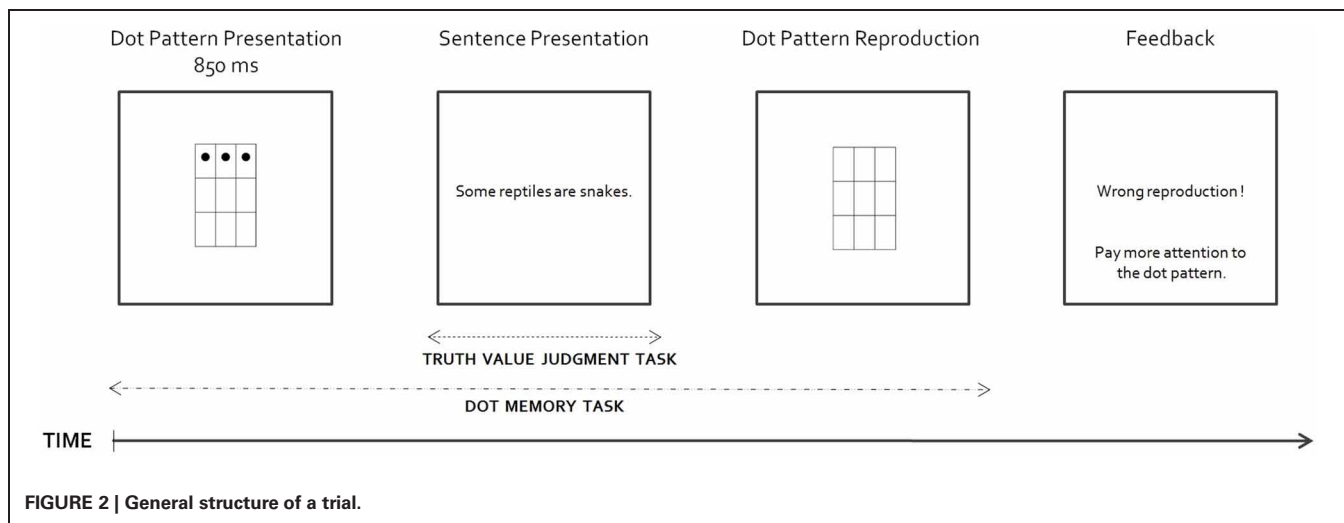 Dot Pattern Presentation
850 ms
Sentence Presentation
Dot Pattern Reproduction
Feedback
Some reptiles are snakes.
Wrong reproduction !
Pay more attention to
the dot pattern.
TRUTH VALUE JUDGMENT TASK
DOT MEMORY TASK
TIME
FIGURE 2 | General structure of a trial.